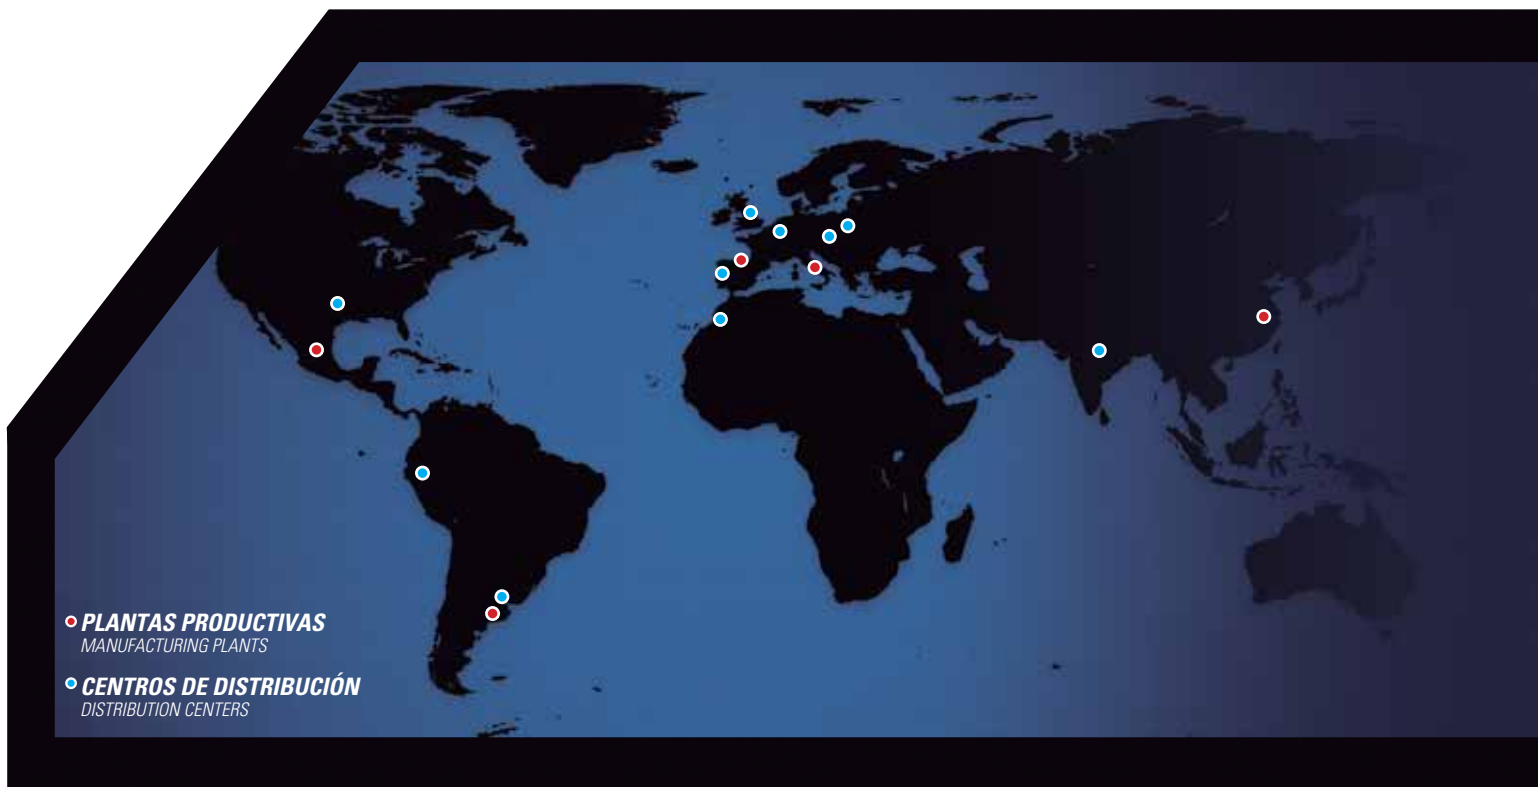 PLANTAS PRODUCTIVAS
MANUFACTURING PLANTS
CENTROS DE DISTRIBUCIÓN
DISTRIBUTION CENTERS